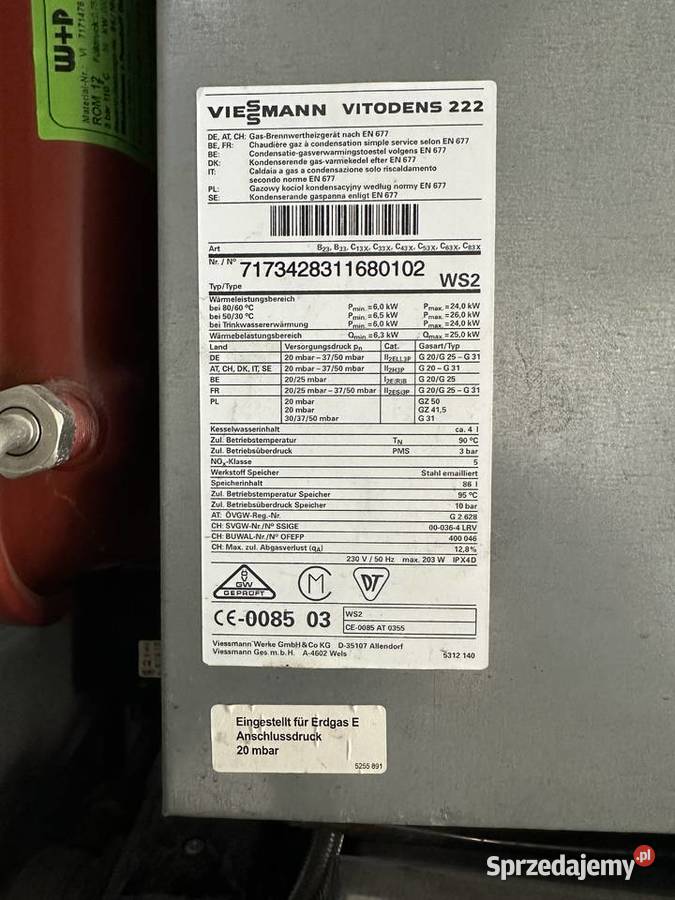 W+P
Material-Nr.: VI 7171476
ROM 12
3 bar 110°C
VIESSMANN VITODENS 222
DE, AT, CH: Gas-Brennwertheizgerät nach EN 677
BE, FR: Chaudière gaz à condensation simple service selon EN 677
BE: Condensatie-gasverwarmingstoestel volgens EN 677
DK: Kondenserende gas-varmekedel efter EN 677
IT: Caldaia a gas a condensazione solo riscaldamento
secondo norme EN 677
PL: Gazowy kocioł kondensacyjny według normy EN 677
SE: Kondenserande gaspanna enligt EN 677
Art B23, B33, C13X, C33X, C43X, C53X, C63X, C83X
Nr. / N° 7173428311680102
Typ/Type WS2
Wärmeleistungsbereich
bei 80/60 °C Pmin.=6,0 kW Pmax.=24,0 kW
bei 50/30 °C Pmin.=6,5 kW Pmax.=26,0 kW
bei Trinkwassererwärmung Pmin.=6,0 kW Pmax.=24,0 kW
Wärmebelastungsbereich Qmin.=6,3 kW Qmax.=25,0 kW
Land Versorgungsdruck pn Cat. Gasart/Typ
DE 20 mbar – 37/50 mbar II2ELL3P G 20/G 25 – G 31
AT, CH, DK, IT, SE 20 mbar – 37/50 mbar II2H3P G 20 – G 31
BE 20/25 mbar I2E(R)B G 20/G 25
FR 20/25 mbar – 37/50 mbar II2ESi3P G 20/G 25 – G 31
PL 20 mbar GZ 50
20 mbar GZ 41,5
30/37/50 mbar G 31
Kesselwasserinhalt ca. 4 l
Zul. Betriebstemperatur TN 90 °C
Zul. Betriebsüberdruck PMS 3 bar
NOx-Klasse 5
Werkstoff Speicher Stahl emailliert
Speicherinhalt 86 l
Zul. Betriebstemperatur Speicher 95 °C
Zul. Betriebsüberdruck Speicher 10 bar
AT: ÖVGW-Reg.-Nr. G 2.628
CH: SVGW-Nr./N° SSIGE 00-036-4 LRV
CH: BUWAL-Nr./N° OFEFP 400 046
CH: Max. zul. Abgasverlust (qA) 12,8%
230 V / 50 Hz max. 203 W IPX4D
DVGW
GEPRÜFT
CM
DT
CE-0085 03
WS2
CE-0085 AT 0355
Viessmann Werke GmbH & Co KG D-35107 Allendorf
Viessmann Ges. m. b. H. A-4602 Wels
5312 140
Eingestellt für Erdgas E
Anschlussdruck
20 mbar
5255 891
Sprzedajemy.pl